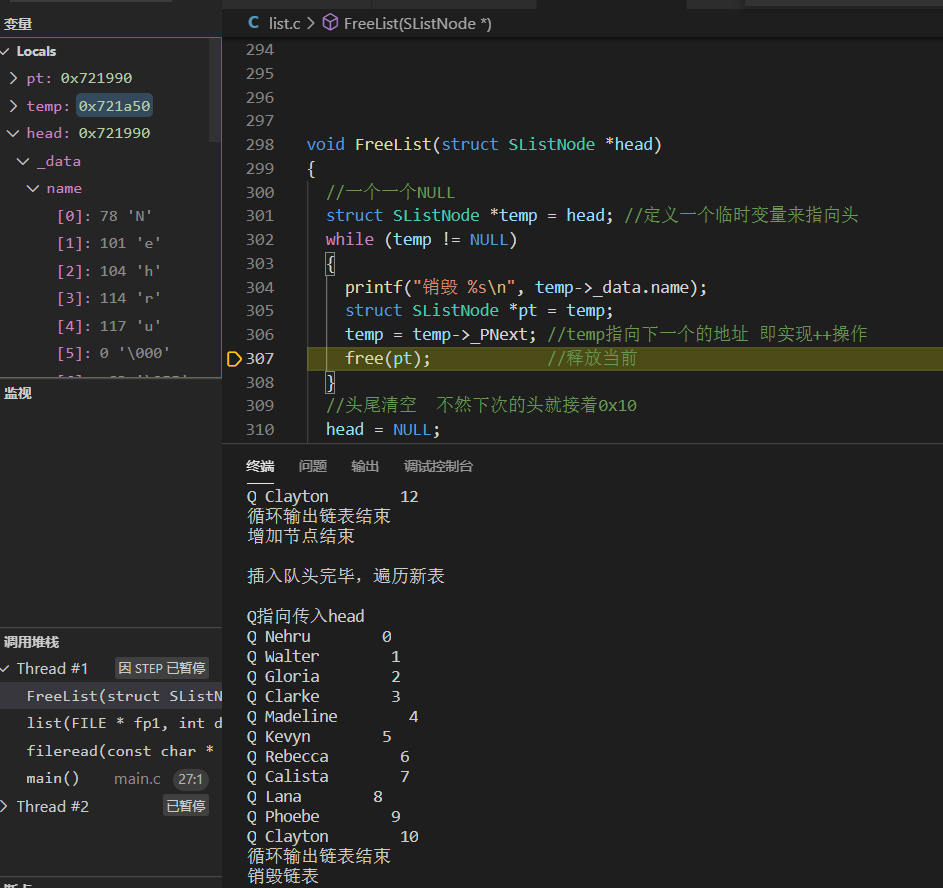 变量
Locals
pt: 0x721990
temp: 0x721a50
head: 0x721990
_data
name
[0]: 78 'N'
[1]: 101 'e'
[2]: 104 'h'
[3]: 114 'r'
[4]: 117 'u'
[5]: 0 '\000'
监视
调用堆栈
Thread #1 因 STEP 已暂停
FreeList(struct SListN
list(FILE * fp1, int d
fileread(const char *
main() main.c 27:1
Thread #2 已暂停
C list.c > FreeList(SListNode *)
294
295
296
297
298 void FreeList(struct SListNode *head)
299 {
300 //一个一个NULL
301 struct SListNode *temp = head; //定义一个临时变量来指向头
302 while (temp != NULL)
303 {
304 printf("销毁 %s\n", temp->_data.name);
305 struct SListNode *pt = temp;
306 temp = temp->_PNext; //temp指向下一个的地址 即实现++操作
307 free(pt); //释放当前
308 }
309 //头尾清空 不然下次的头就接着0x10
310 head = NULL;
终端 问题 输出 调试控制台
Q Clayton 12
循环输出链表结束
增加节点结束
插入队头完毕，遍历新表
Q指向传入head
Q Nehru 0
Q Walter 1
Q Gloria 2
Q Clarke 3
Q Madeline 4
Q Kevyn 5
Q Rebecca 6
Q Calista 7
Q Lana 8
Q Phoebe 9
Q Clayton 10
循环输出链表结束
销毁链表